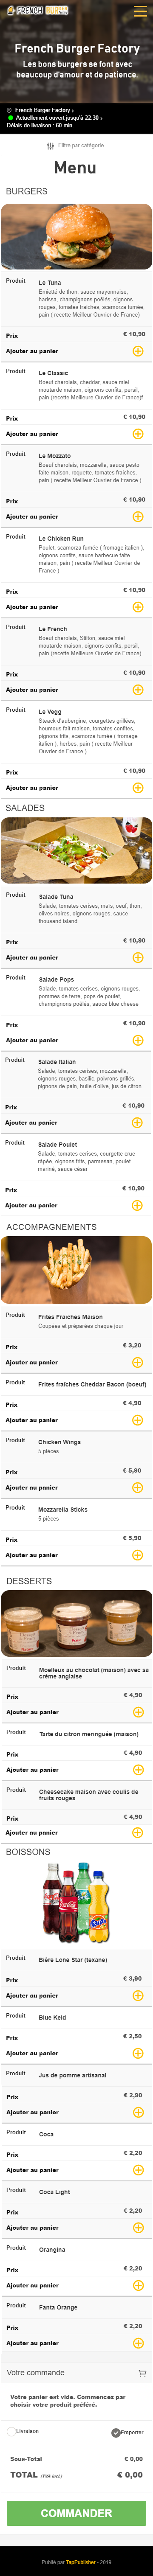 FRENCH BURGER
French Burger Factory
Les bons burgers se font avec
beaucoup d'amour et de patience.
French Burger Factory ›
Actuellement ouvert jusqu'à 22:30 ›
Délais de livraison : 60 min.
Filtre par catégorie
Menu
BURGERS
Produit
Le Tuna
Emietté de thon, sauce mayonnaise,
harissa, champignons poêlés, oignons
rouges, tomates fraîches, scamorza fumée,
pain ( recette Meilleur Ouvrier de France)
Prix
€ 10,90
Ajouter au panier
Produit
Le Classic
Boeuf charolais, cheddar, sauce miel
moutarde maison, oignons confits, persil,
pain (recette Meilleurs Ouvrier de France)f
Prix
€ 10,90
Ajouter au panier
Produit
Le Mozzato
Boeuf charolais, mozzarella, sauce pesto
faite maison, roquette, tomates fraiches,
pain ( recette Meilleur Ouvrier de France ).
Prix
€ 10,90
Ajouter au panier
Produit
Le Chicken Run
Poulet, scamorza fumée ( fromage italien ),
oignons confits, sauce barbecue faite
maison, pain ( recette Meilleur Ouvrier de
France )
Prix
€ 10,90
Ajouter au panier
Produit
Le French
Boeuf charolais, Stilton, sauce miel
moutarde maison, oignons confits, persil,
pain (recette Meilleurs Ouvrier de France)
Prix
€ 10,90
Ajouter au panier
Produit
Le Vegg
Steack d'aubergine, courgettes grillées,
houmous fait maison, tomates confites,
pignons frits, scamorza fumée ( fromage
italien ), herbes, pain ( recette Meilleur
Ouvrier de France ).
Prix
€ 10,90
Ajouter au panier
SALADES
Produit
Salade Tuna
Salade, tomates cerises, maïs, oeuf, thon,
olives noires, oignons rouges, sauce
thousand island
Prix
€ 10,90
Ajouter au panier
Produit
Salade Pops
Salade, tomates cerises, oignons rouges,
pommes de terre, pops de poulet,
champignons poêlés, sauce blue cheese
Prix
€ 10,90
Ajouter au panier
Produit
Salade Italian
Salade, tomates cerises, mozzarella,
oignons rouges, basilic, poivrons grillés,
pignons de pain, huile d'olive, jus de citron
Prix
€ 10,90
Ajouter au panier
Produit
Salade Poulet
Salade, tomates cerises, courgette crue
râpée, oignons frits, parmesan, poulet
mariné, sauce césar
Prix
€ 10,90
Ajouter au panier
ACCOMPAGNEMENTS
Produit
Frites Fraiches Maison
Coupées et préparées chaque jour
Prix
€ 3,20
Ajouter au panier
Produit
Frites fraîches Cheddar Bacon (boeuf)
Prix
€ 4,90
Ajouter au panier
Produit
Chicken Wings
5 pièces
Prix
€ 5,90
Ajouter au panier
Produit
Mozzarella Sticks
5 pièces
Prix
€ 5,90
Ajouter au panier
DESSERTS
Produit
Moelleux au chocolat (maison) avec sa
crème anglaise
Prix
€ 4,90
Ajouter au panier
Produit
Tarte du citron meringuée (maison)
Prix
€ 4,90
Ajouter au panier
Produit
Cheesecake maison avec coulis de
fruits rouges
Prix
€ 4,90
Ajouter au panier
BOISSONS
Produit
Bière Lone Star (texane)
Prix
€ 3,90
Ajouter au panier
Produit
Blue Keld
Prix
€ 2,50
Ajouter au panier
Produit
Jus de pomme artisanal
Prix
€ 2,90
Ajouter au panier
Produit
Coca
Prix
€ 2,20
Ajouter au panier
Produit
Coca Light
Prix
€ 2,20
Ajouter au panier
Produit
Orangina
Prix
€ 2,20
Ajouter au panier
Produit
Fanta Orange
Prix
€ 2,20
Ajouter au panier
Votre commande
Votre panier est vide. Commencez par
choisir votre produit préféré.
Livraison
Emporter
Sous-Total
€ 0,00
TOTAL (TVA incl.)
€ 0,00
COMMANDER
Publié par TapPublisher - 2019